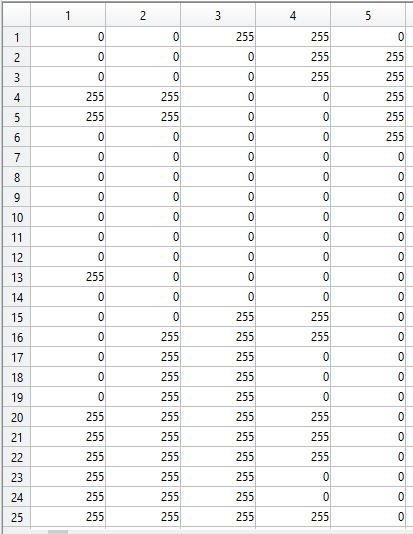 1 2 3 4 5
1 0 0 255 255 0
2 0 0 0 255 255
3 0 0 0 255 255
4 255 255 0 0 255
5 255 255 0 0 255
6 0 0 0 0 255
7 0 0 0 0 0
8 0 0 0 0 0
9 0 0 0 0 0
10 0 0 0 0 0
11 0 0 0 0 0
12 0 0 0 0 0
13 255 0 0 0 0
14 0 0 0 0 0
15 0 0 255 255 0
16 0 255 255 255 0
17 0 255 255 0 0
18 0 255 255 0 0
19 0 255 255 0 0
20 255 255 255 255 0
21 255 255 255 255 0
22 255 255 255 255 0
23 255 255 255 0 0
24 255 255 255 0 0
25 255 255 255 255 0